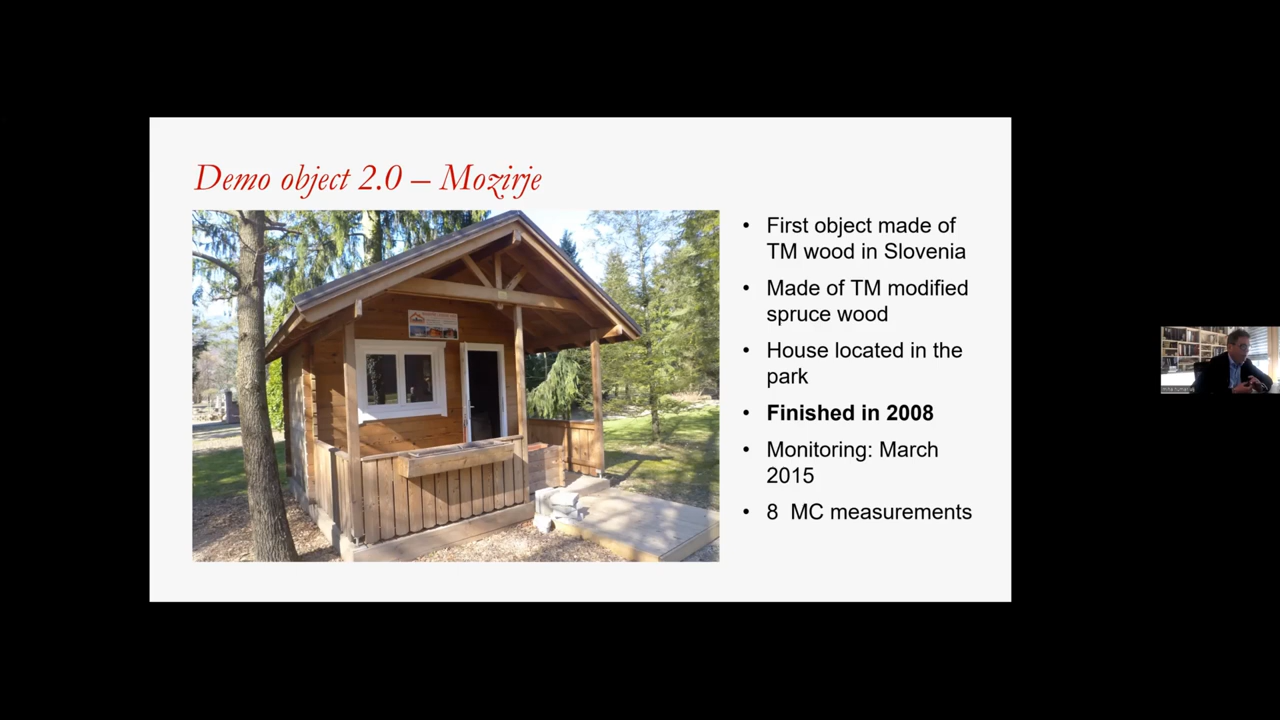 Demo object 2.0 – Mozirje
• First object made of
TM wood in Slovenia
• Made of TM modified
spruce wood
• House located in the
park
• Finished in 2008
• Monitoring: March
2015
• 8 MC measurements